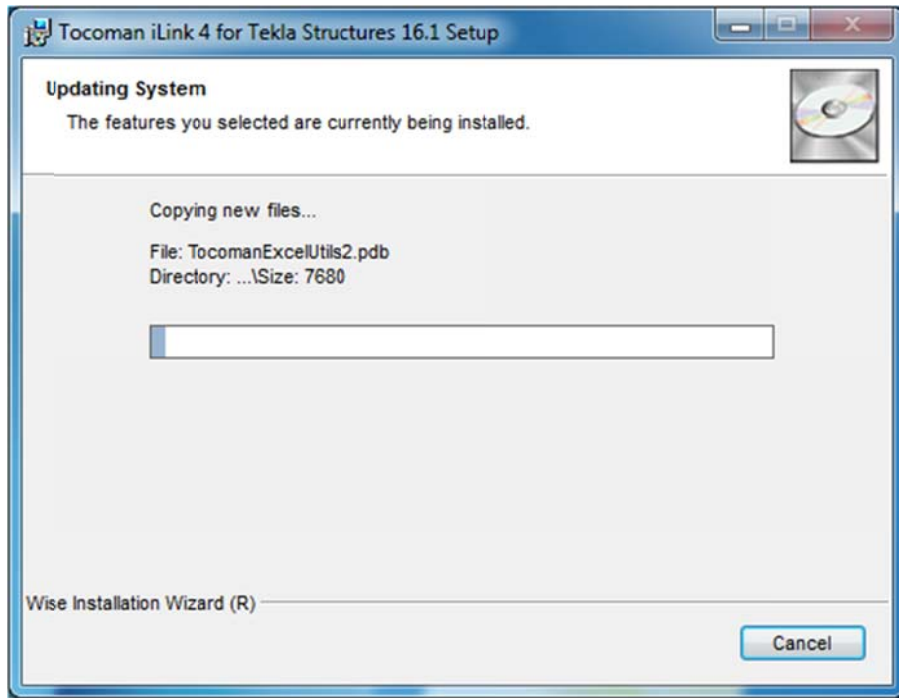 Tocoman iLink 4 for Tekla Structures 16.1 Setup
Updating System
The features you selected are currently being installed.
Copying new files...
File: TocomanExcelUtils2.pdb
Directory: ...\Size: 7680
Wise Installation Wizard (R)
Cancel